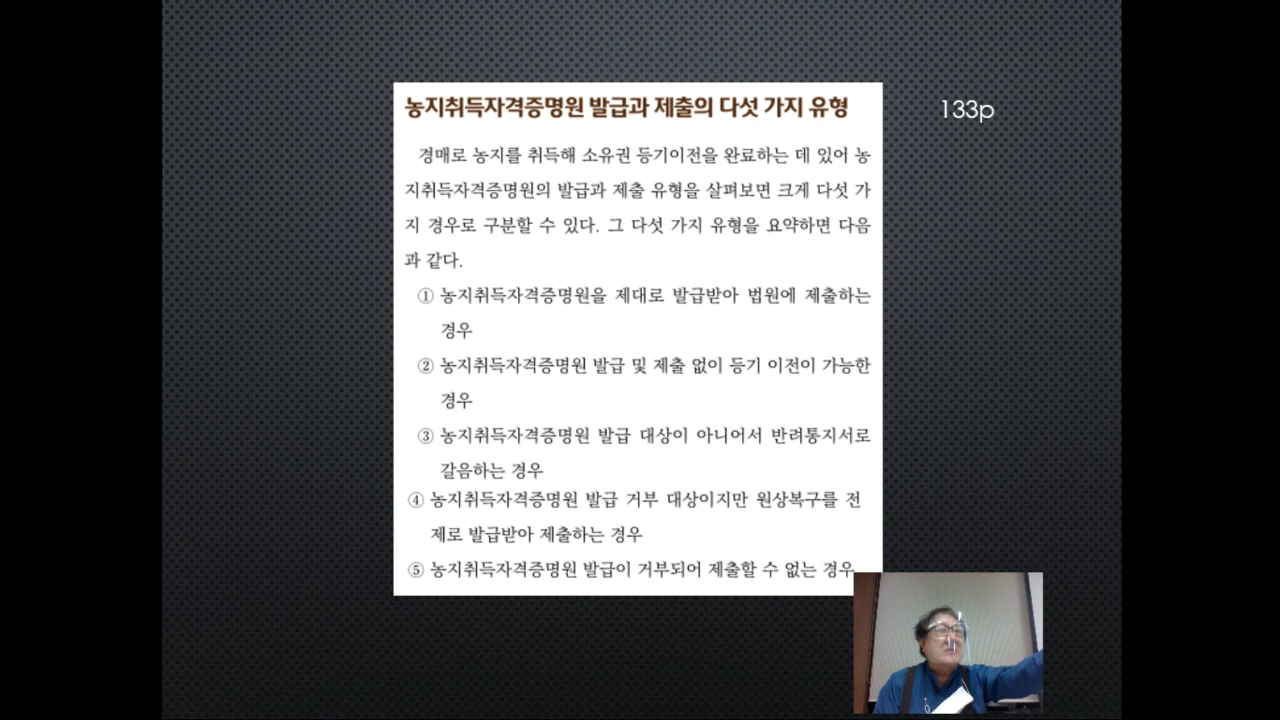 농지취득자격증명원 발급과 제출의 다섯 가지 유형
133p
경매로 농지를 취득해 소유권 등기이전을 완료하는 데 있어 농
지취득자격증명원의 발급과 제출 유형을 살펴보면 크게 다섯 가
지 경우로 구분할 수 있다. 그 다섯 가지 유형을 요약하면 다음
과 같다.
① 농지취득자격증명원을 제대로 발급받아 법원에 제출하는
경우
② 농지취득자격증명원 발급 및 제출 없이 등기 이전이 가능한
경우
③ 농지취득자격증명원 발급 대상이 아니어서 반려통지서로
갈음하는 경우
④ 농지취득자격증명원 발급 거부 대상이지만 원상복구를 전
제로 발급받아 제출하는 경우
⑤ 농지취득자격증명원 발급이 거부되어 제출할 수 없는 경우